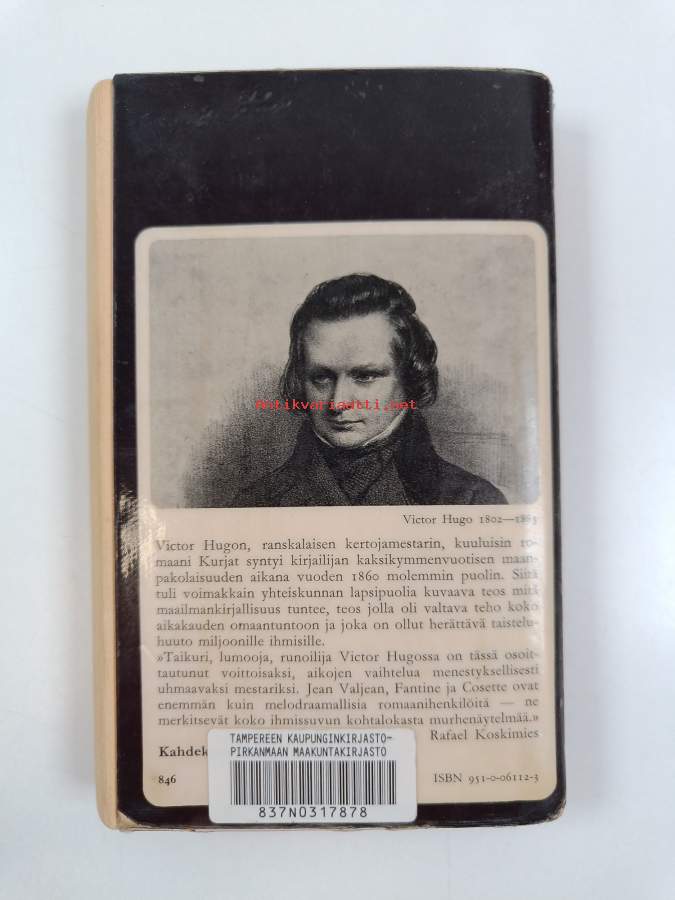 Antikvariaatti.net
Victor Hugo 1802—1885
Victor Hugon, ranskalaisen kertojamestarin, kuuluisin ro-
maani Kurjat syntyi kirjailijan kaksikymmenvuotisen maan-
pakolaisuuden aikana vuoden 1860 molemmin puolin. Siitä
tuli voimakkain yhteiskunnan lapsipuolia kuvaava teos mitä
maailmankirjallisuus tuntee, teos jolla oli valtava teho koko
aikakauden omaantuntoon ja joka on ollut herättävä taistelu-
huuto miljoonille ihmisille.
»Taikuri, lumooja, runoilija Victor Hugossa on tässä osoit-
tautunut voittoisaksi, aikojen vaihtelua menestyksellisesti
uhmaavaksi mestariksi. Jean Valjean, Fantine ja Cosette ovat
enemmän kuin melodraamallisia romaanihenkilöitä — ne
merkitsevät koko ihmissuvun kohtalokasta murhenäytelmää.»
Rafael Koskimies
Kahdek
TAMPEREEN KAUPUNGINKIRJASTO-
PIRKANMAAN MAAKUNTAKIRJASTO
837N0317878
846
ISBN 951-0-06112-3